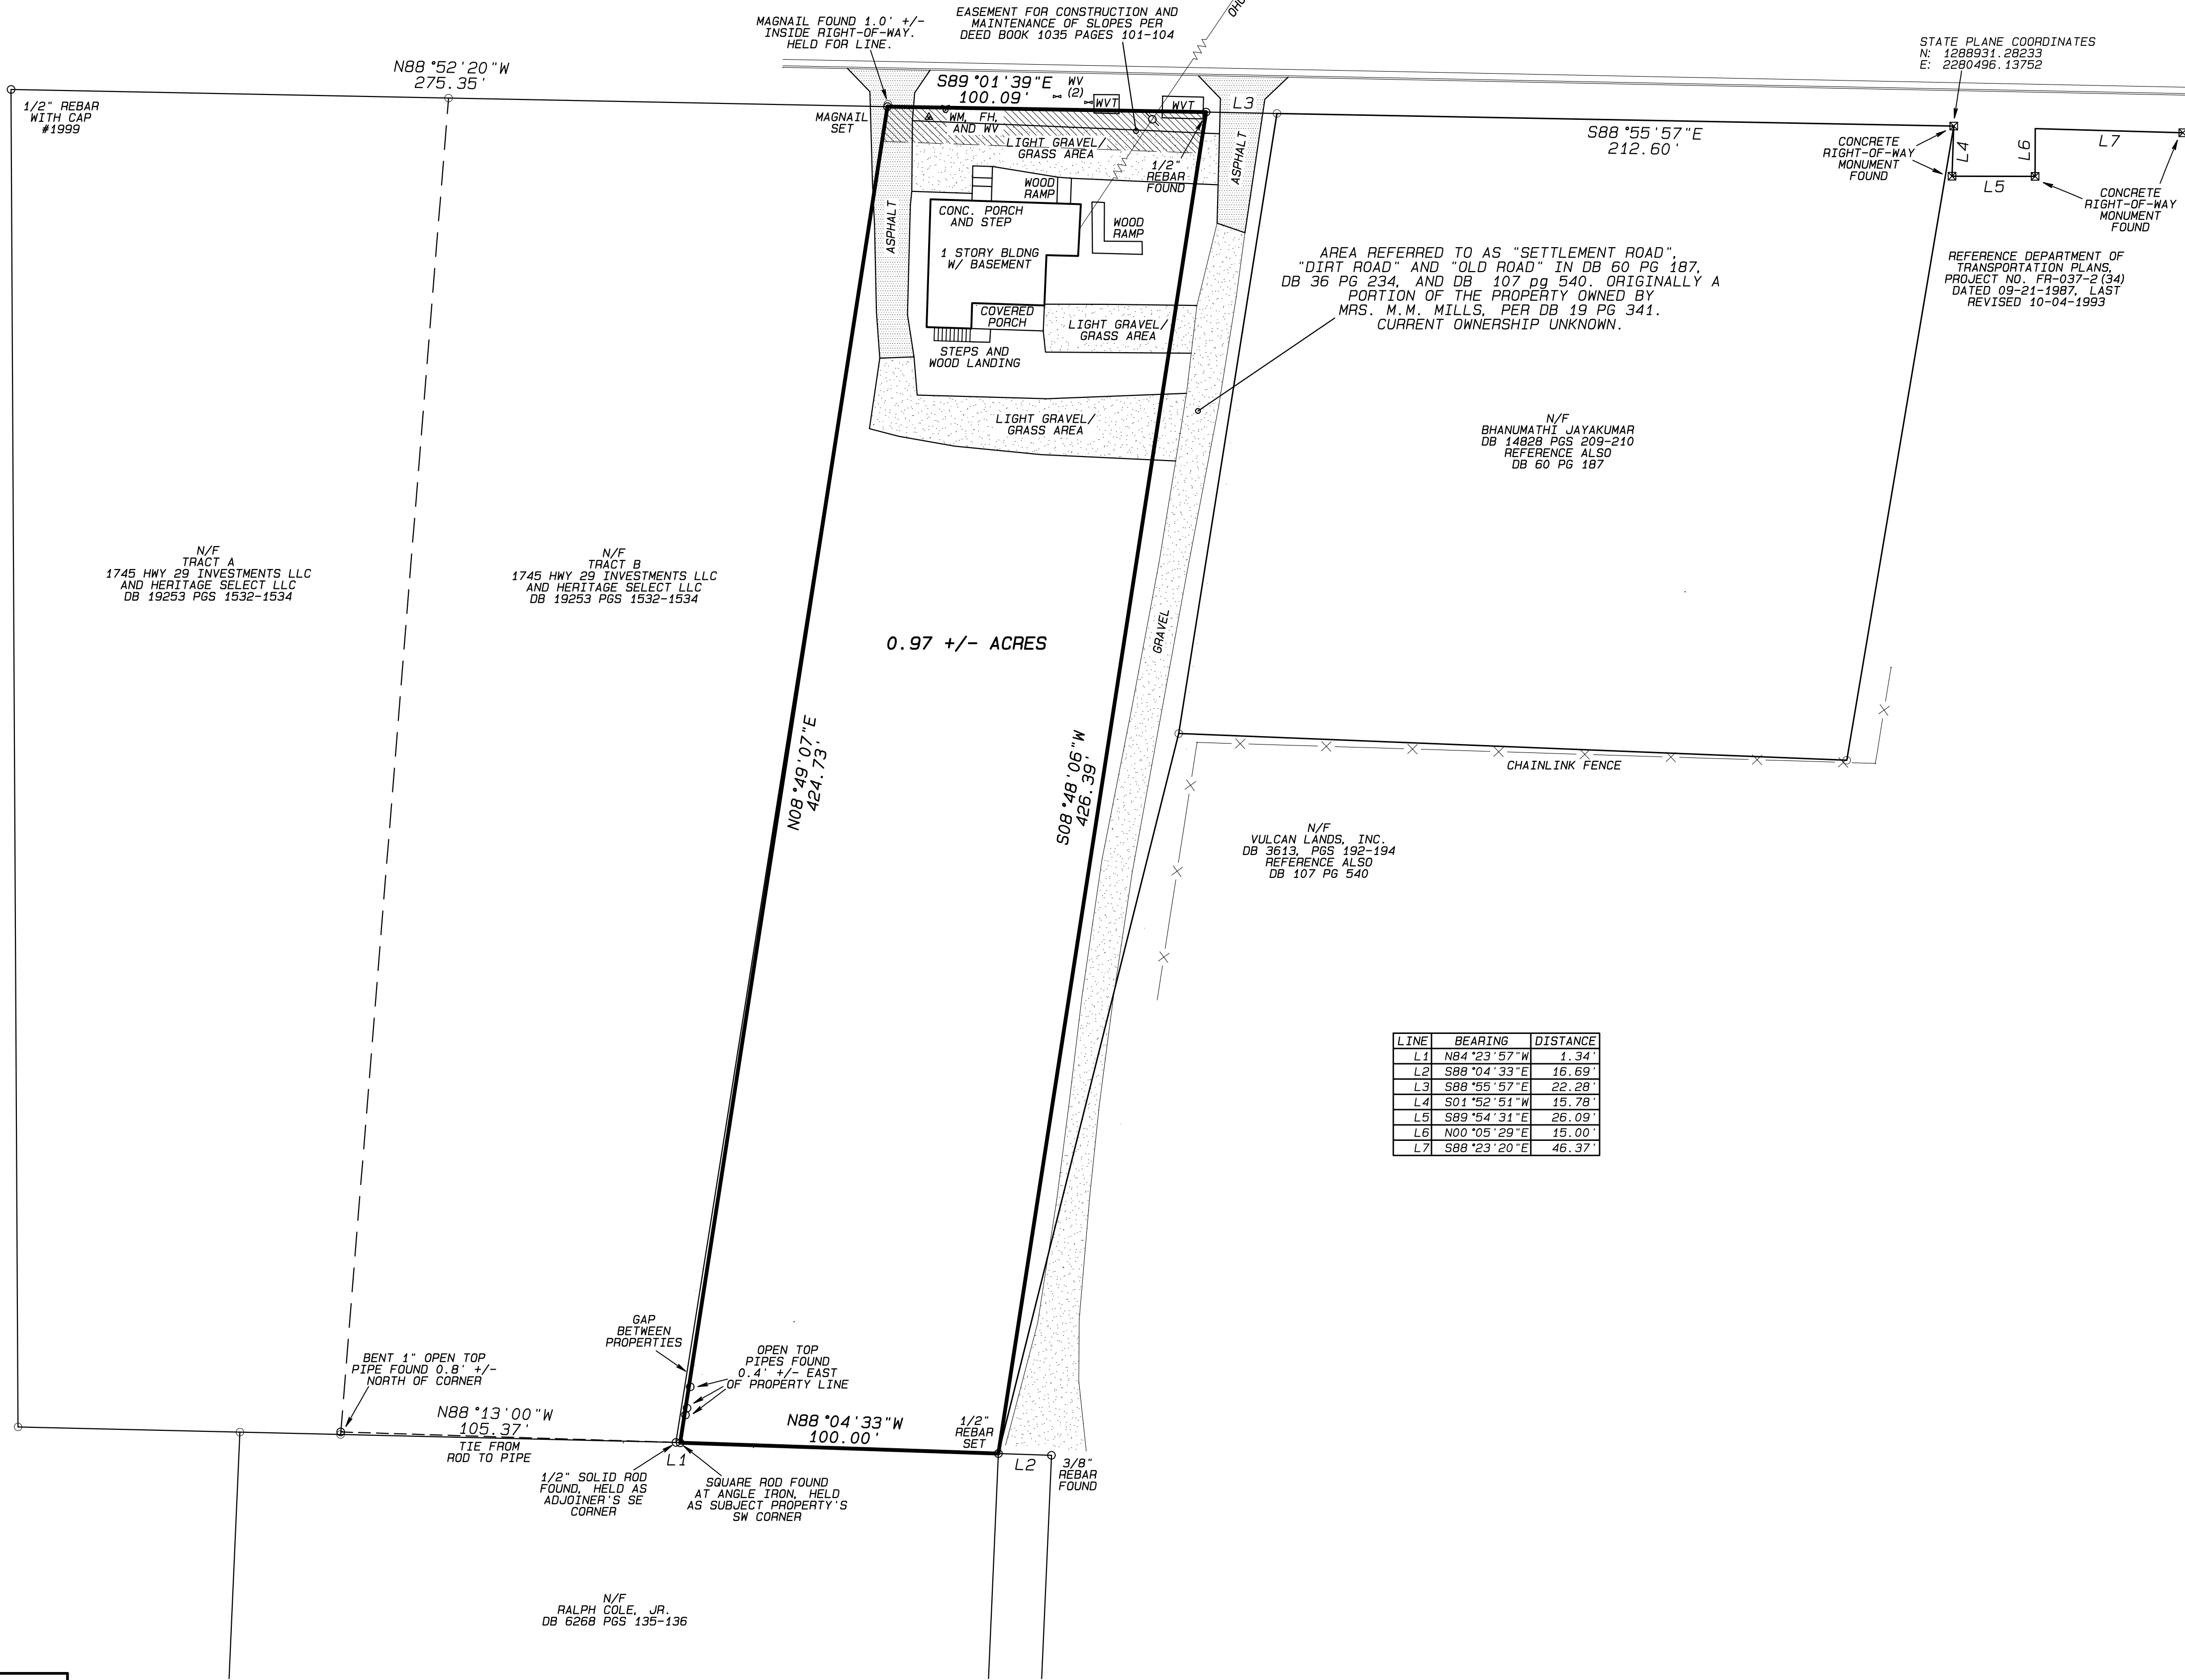 MAGNAIL FOUND 1.0' +/-
INSIDE RIGHT-OF-WAY.
HELD FOR LINE.
EASEMENT FOR CONSTRUCTION AND
MAINTENANCE OF SLOPES PER
DEED BOOK 1035 PAGES 101-104
OHU
STATE PLANE COORDINATES
N: 1288931.28233
E: 2280496.13752
N88°52'20"W
275.35'
1/2" REBAR
WITH CAP
#1999
S89°01'39"E
100.09'
WV
(2)
WVT
WVT
L3
MAGNAIL
SET
WM, FH,
AND WV
LIGHT GRAVEL/
GRASS AREA
1/2"
REBAR
FOUND
ASPHALT
ASPHALT
S88°55'57"E
212.60'
CONCRETE
RIGHT-OF-WAY
MONUMENT
FOUND
L4
L5
L6
L7
CONCRETE
RIGHT-OF-WAY
MONUMENT
FOUND
WOOD
RAMP
CONC. PORCH
AND STEP
WOOD
RAMP
1 STORY BLDNG
W/ BASEMENT
COVERED
PORCH
LIGHT GRAVEL/
GRASS AREA
STEPS AND
WOOD LANDING
LIGHT GRAVEL/
GRASS AREA
AREA REFERRED TO AS "SETTLEMENT ROAD",
"DIRT ROAD" AND "OLD ROAD" IN DB 60 PG 187,
DB 36 PG 234, AND DB 107 pg 540. ORIGINALLY A
PORTION OF THE PROPERTY OWNED BY
MRS. M.M. MILLS, PER DB 19 PG 341.
CURRENT OWNERSHIP UNKNOWN.
REFERENCE DEPARTMENT OF
TRANSPORTATION PLANS,
PROJECT NO. FR-037-2(34)
DATED 09-21-1987, LAST
REVISED 10-04-1993
N/F
BHANUMATHI JAYAKUMAR
DB 14828 PGS 209-210
REFERENCE ALSO
DB 60 PG 187
N/F
TRACT A
1745 HWY 29 INVESTMENTS LLC
AND HERITAGE SELECT LLC
DB 19253 PGS 1532-1534
N/F
TRACT B
1745 HWY 29 INVESTMENTS LLC
AND HERITAGE SELECT LLC
DB 19253 PGS 1532-1534
0.97 +/- ACRES
GRAVEL
N08°49'07"E
424.73'
S08°48'06"W
426.39'
CHAINLINK FENCE
N/F
VULCAN LANDS, INC.
DB 3613, PGS 192-194
REFERENCE ALSO
DB 107 PG 540
LINE BEARING DISTANCE
L1 N84°23'57"W 1.34'
L2 S88°04'33"E 16.69'
L3 S88°55'57"E 22.28'
L4 S01°52'51"W 15.78'
L5 S89°54'31"E 26.09'
L6 N00°05'29"E 15.00'
L7 S88°23'20"E 46.37'
GAP
BETWEEN
PROPERTIES
OPEN TOP
PIPES FOUND
0.4' +/- EAST
OF PROPERTY LINE
BENT 1" OPEN TOP
PIPE FOUND 0.8' +/-
NORTH OF CORNER
N88°13'00"W
105.37'
TIE FROM
ROD TO PIPE
N88°04'33"W
100.00'
1/2"
REBAR
SET
L1
L2
3/8"
REBAR
FOUND
1/2" SOLID ROD
FOUND, HELD AS
ADJOINER'S SE
CORNER
SQUARE ROD FOUND
AT ANGLE IRON, HELD
AS SUBJECT PROPERTY'S
SW CORNER
N/F
RALPH COLE, JR.
DB 6268 PGS 135-136